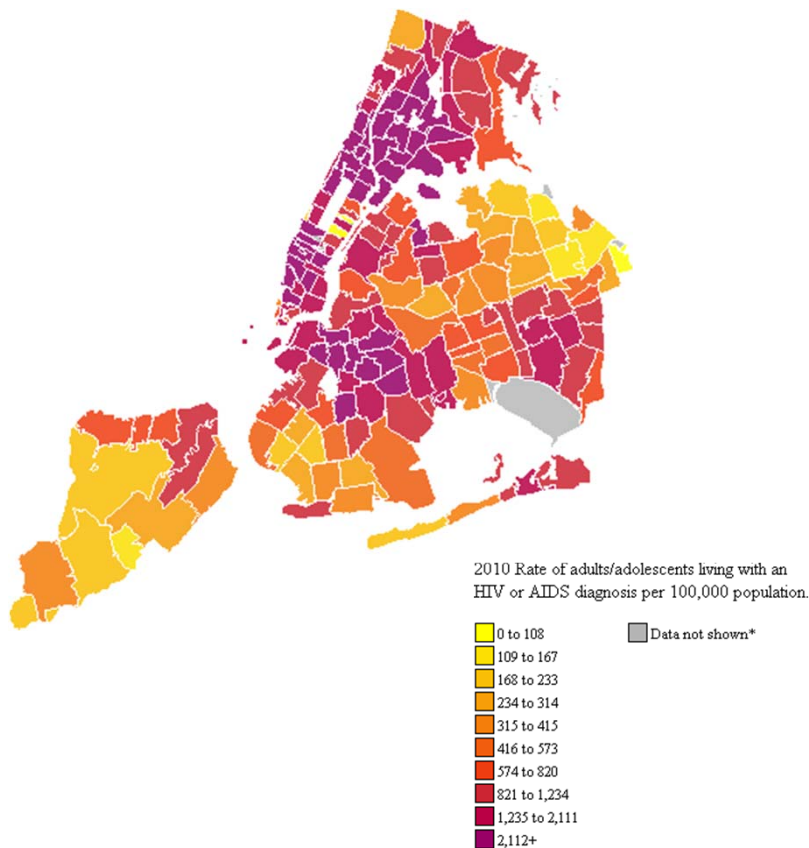 2010 Rate of adults/adolescents living with an
HIV or AIDS diagnosis per 100,000 population.
0 to 108
Data not shown*
109 to 167
168 to 233
234 to 314
315 to 415
416 to 573
574 to 820
821 to 1,234
1,235 to 2,111
2,112+